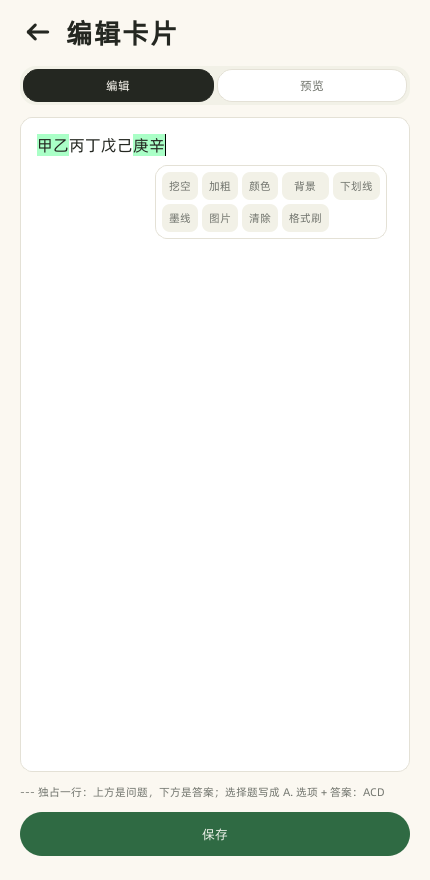 编辑卡片
编辑 预览
甲乙丙丁戊己庚辛
挖空 加粗 颜色 背景 下划线
墨线 图片 清除 格式刷
--- 独占一行：上方是问题，下方是答案；选择题写成 A. 选项 + 答案：ACD
保存